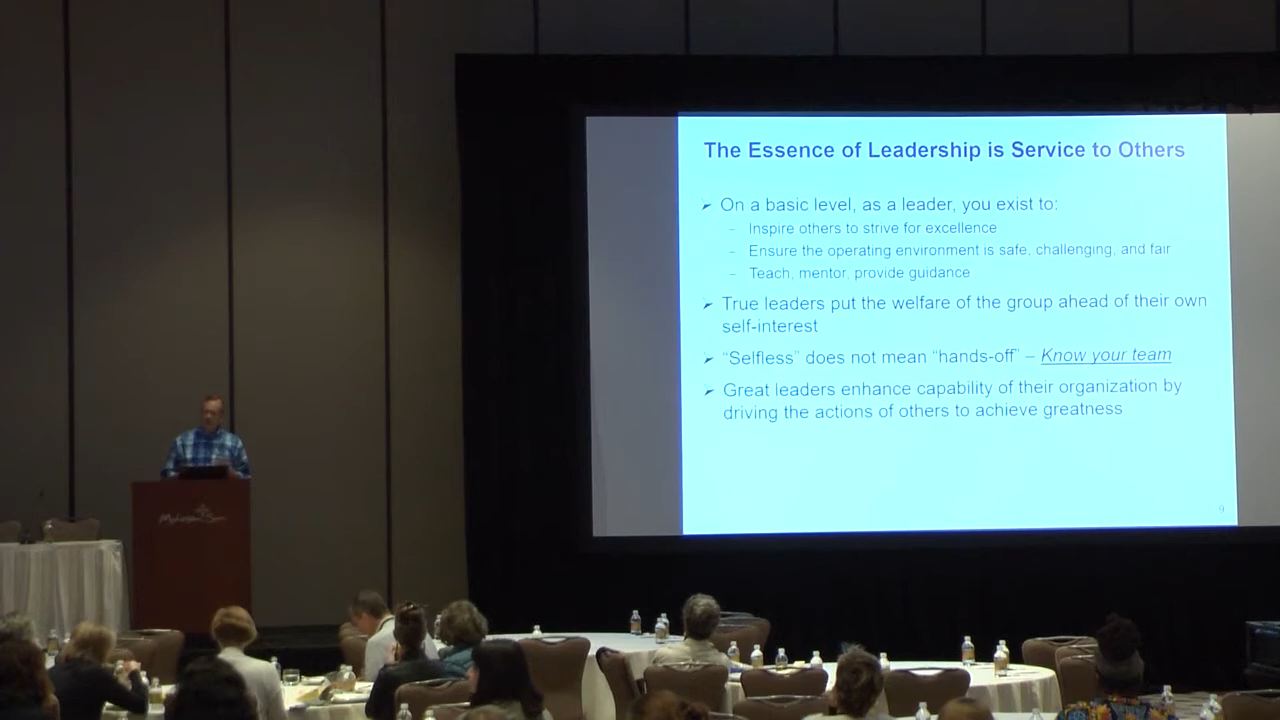 The Essence of Leadership is Service to Others
➢ On a basic level, as a leader, you exist to:
– Inspire others to strive for excellence
– Ensure the operating environment is safe, challenging, and fair
– Teach, mentor, provide guidance
➢ True leaders put the welfare of the group ahead of their own
self-interest
➢ “Selfless” does not mean “hands-off” – Know your team
➢ Great leaders enhance capability of their organization by
driving the actions of others to achieve greatness
9